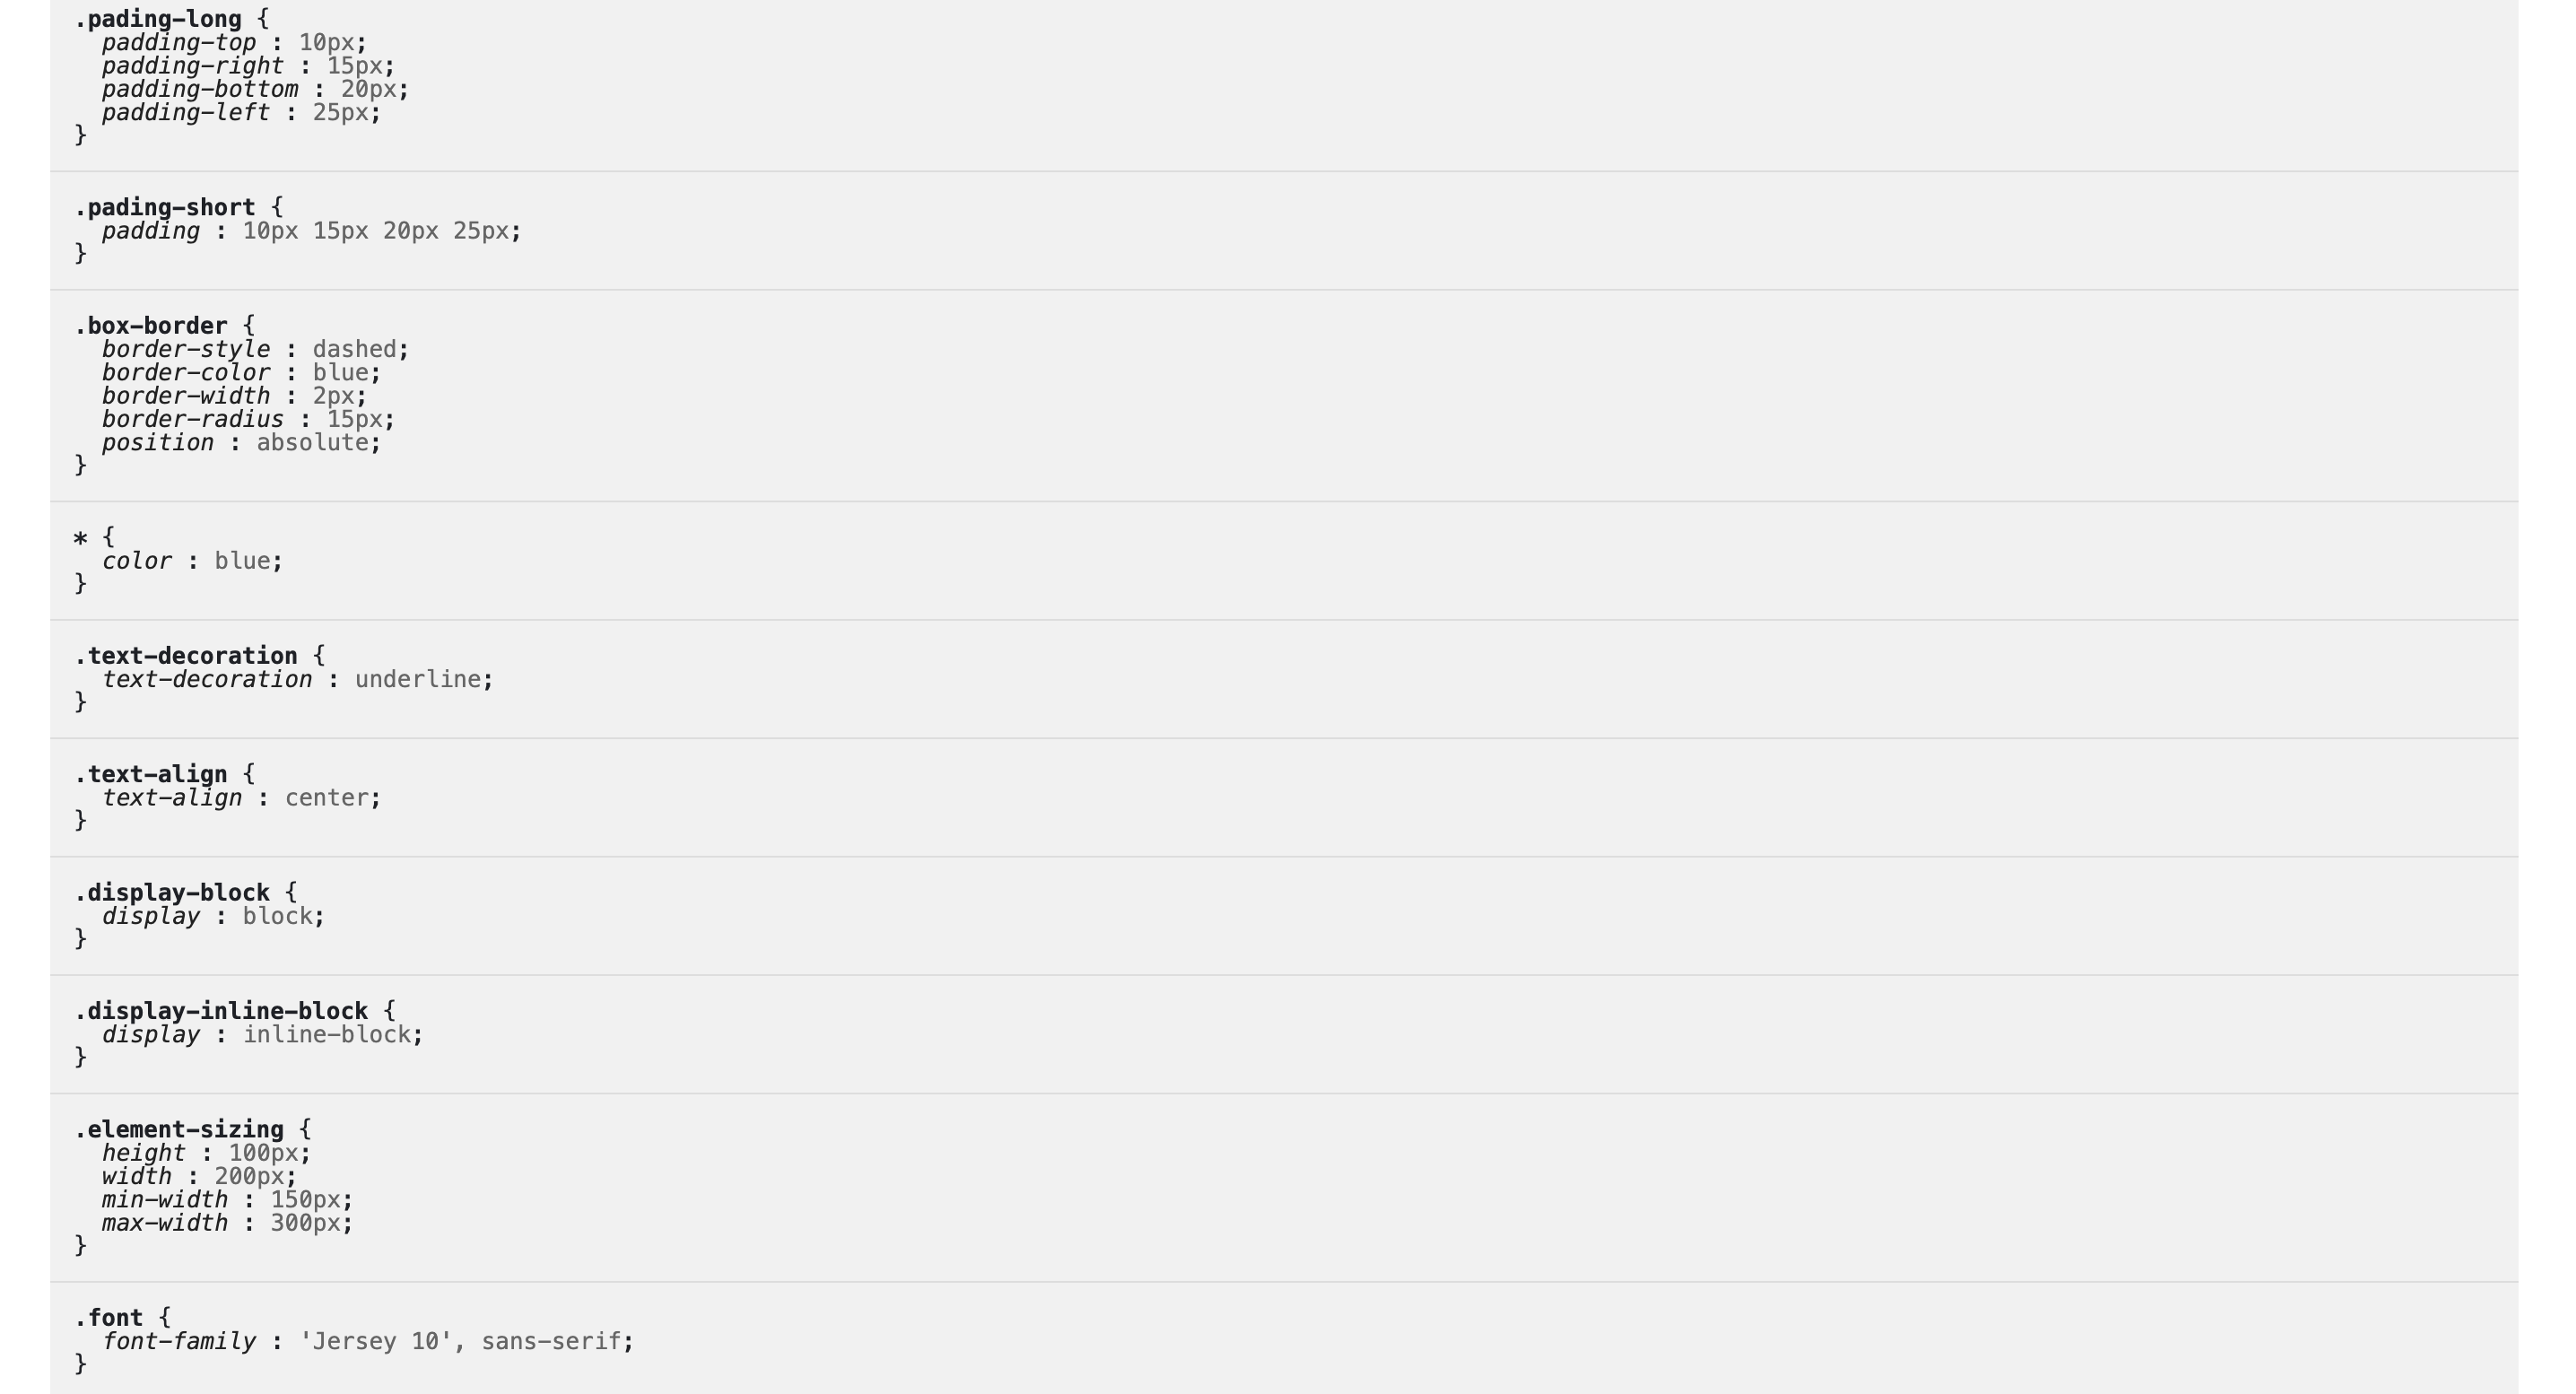 .pading-long {
  padding-top : 10px;
  padding-right : 15px;
  padding-bottom : 20px;
  padding-left : 25px;
}
.pading-short {
  padding : 10px 15px 20px 25px;
}
.box-border {
  border-style : dashed;
  border-color : blue;
  border-width : 2px;
  border-radius : 15px;
  position : absolute;
}
* {
  color : blue;
}
.text-decoration {
  text-decoration : underline;
}
.text-align {
  text-align : center;
}
.display-block {
  display : block;
}
.display-inline-block {
  display : inline-block;
}
.element-sizing {
  height : 100px;
  width : 200px;
  min-width : 150px;
  max-width : 300px;
}
.font {
  font-family : 'Jersey 10', sans-serif;
}